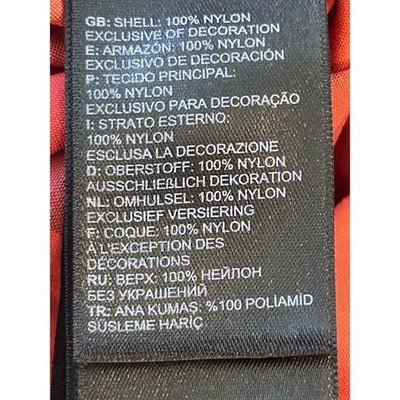 GB: SHELL: 100% NYLON
EXCLUSIVE OF DECORATION
E: ARMAZÓN: 100% NYLON
EXCLUSIVO DE DECORACIÓN
P: TECIDO PRINCIPAL:
100% NYLON
EXCLUSIVO PARA DECORAÇÃO
I: STRATO ESTERNO:
100% NYLON
ESCLUSA LA DECORAZIONE
D: OBERSTOFF: 100% NYLON
AUSSCHLIEßLICH DEKORATION
NL: OMHULSEL: 100% NYLON
EXCLUSIEF VERSIERING
F: COQUE: 100% NYLON
À L'EXCEPTION DES
DÉCORATIONS
RU: ВЕРХ: 100% НЕЙЛОН
БЕЗ УКРАШЕНИЙ
TR: ANA KUMAŞ: %100 POLİAMİD
SÜSLEME HARİÇ